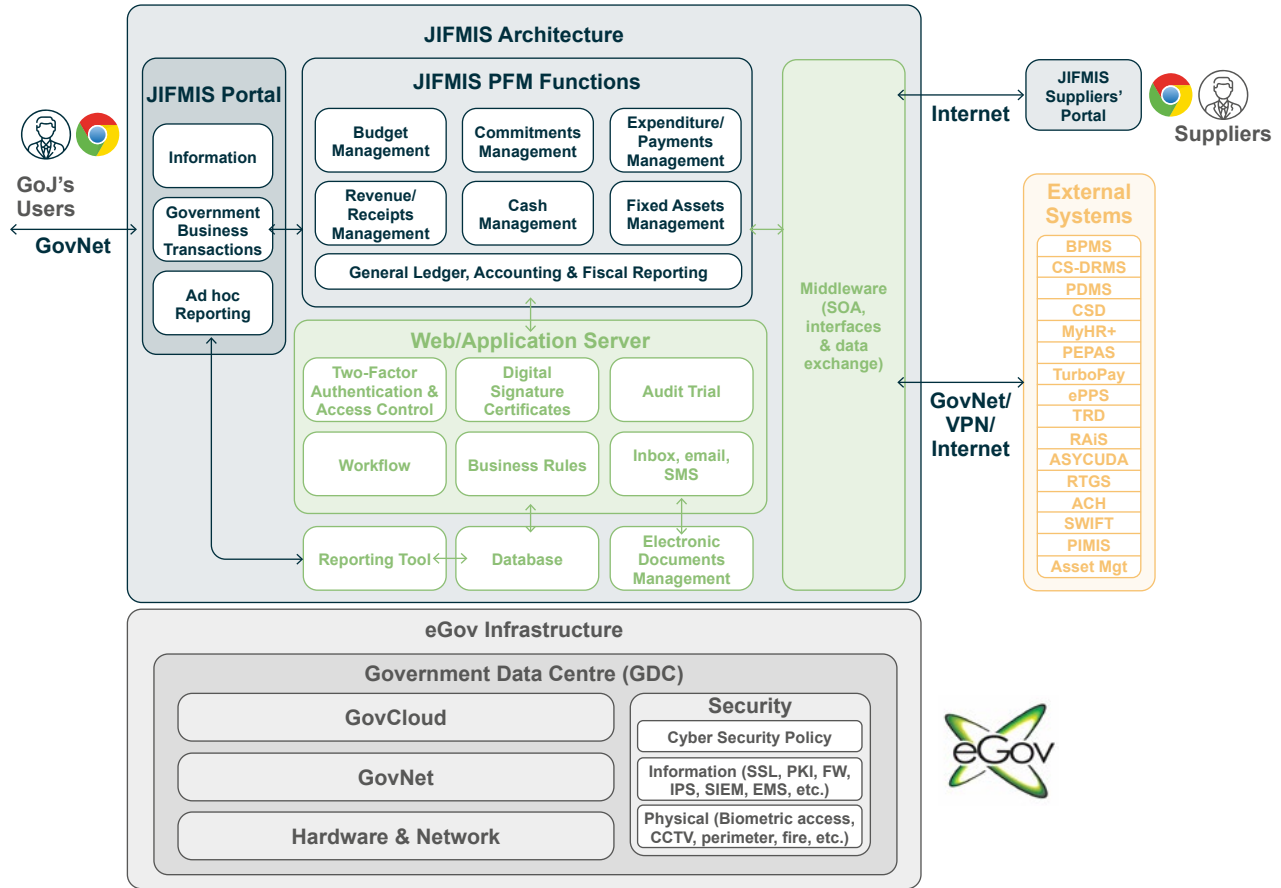 JIFMIS Architecture
JIFMIS Portal
Information
Government
Business
Transactions
Ad hoc
Reporting
GoJ's
Users
GovNet
JIFMIS PFM Functions
Budget
Management
Commitments
Management
Expenditure/
Payments
Management
Revenue/
Receipts
Management
Cash
Management
Fixed Assets
Management
General Ledger, Accounting & Fiscal Reporting
Web/Application Server
Two-Factor
Authentication &
Access Control
Digital
Signature
Certificates
Audit Trial
Workflow
Business Rules
Inbox, email,
SMS
Reporting Tool
Database
Electronic
Documents
Management
Middleware
(SOA,
interfaces
& data
exchange)
Internet
JIFMIS
Suppliers'
Portal
Suppliers
GovNet/
VPN/
Internet
External
Systems
BPMS
CS-DRMS
PDMS
CSD
MyHR+
PEPAS
TurboPay
ePPS
TRD
RAiS
ASYCUDA
RTGS
ACH
SWIFT
PIMIS
Asset Mgt
eGov Infrastructure
Government Data Centre (GDC)
GovCloud
GovNet
Hardware & Network
Security
Cyber Security Policy
Information (SSL, PKI, FW,
IPS, SIEM, EMS, etc.)
Physical (Biometric access,
CCTV, perimeter, fire, etc.)
eGov